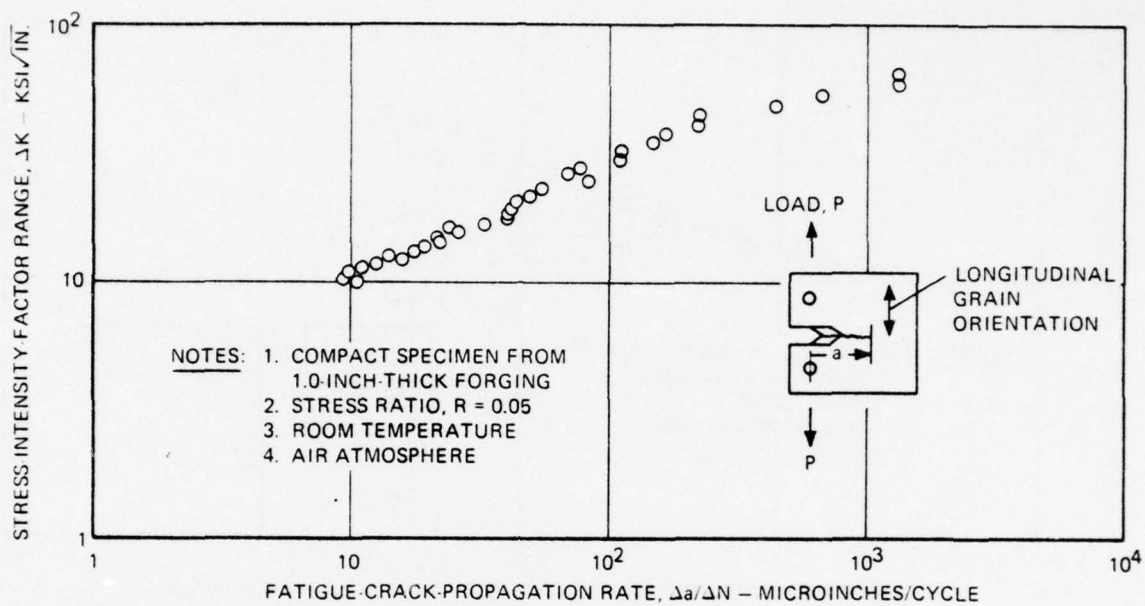 10²
STRESS INTENSITY-FACTOR RANGE, ΔK – KSI√IN.
10
1
LOAD, P
LONGITUDINAL
GRAIN
ORIENTATION
a
P
NOTES: 1. COMPACT SPECIMEN FROM
1.0-INCH-THICK FORGING
2. STRESS RATIO, R = 0.05
3. ROOM TEMPERATURE
4. AIR ATMOSPHERE
1 10 10² 10³ 10⁴
FATIGUE-CRACK-PROPAGATION RATE, Δa/ΔN – MICROINCHES/CYCLE